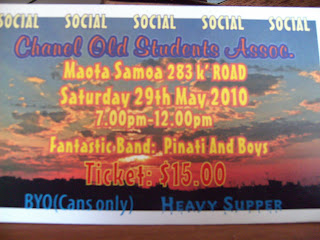 SOCIAL SOCIAL SOCIAL SOCIAL SOCIAL
Chanel Old Students Assoc.
Maota Samoa 283 k' ROAD
Saturday 29th May 2010
7.00pm-12.00pm
Fantastic Band: Pinati And Boys
Ticket: $15.00
BYO(Cans only) HEAVY SUPPER